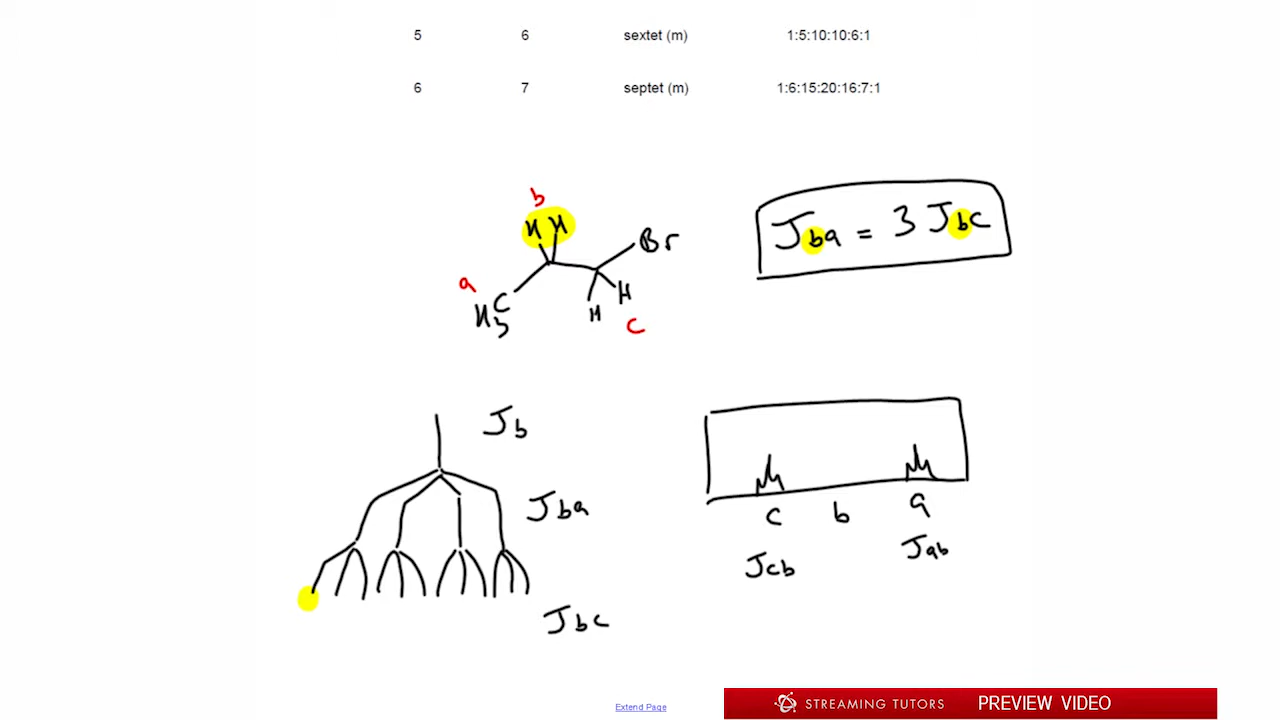 5 6 sextet (m) 1:5:10:10:6:1
6 7 septet (m) 1:6:15:20:16:7:1
b
H H
Br
a
H3C
H
H
c
Jba = 3 Jbc
Jb
Jba
Jbc
c b a
Jcb Jab
Extend Page
STREAMING TUTORS PREVIEW VIDEO